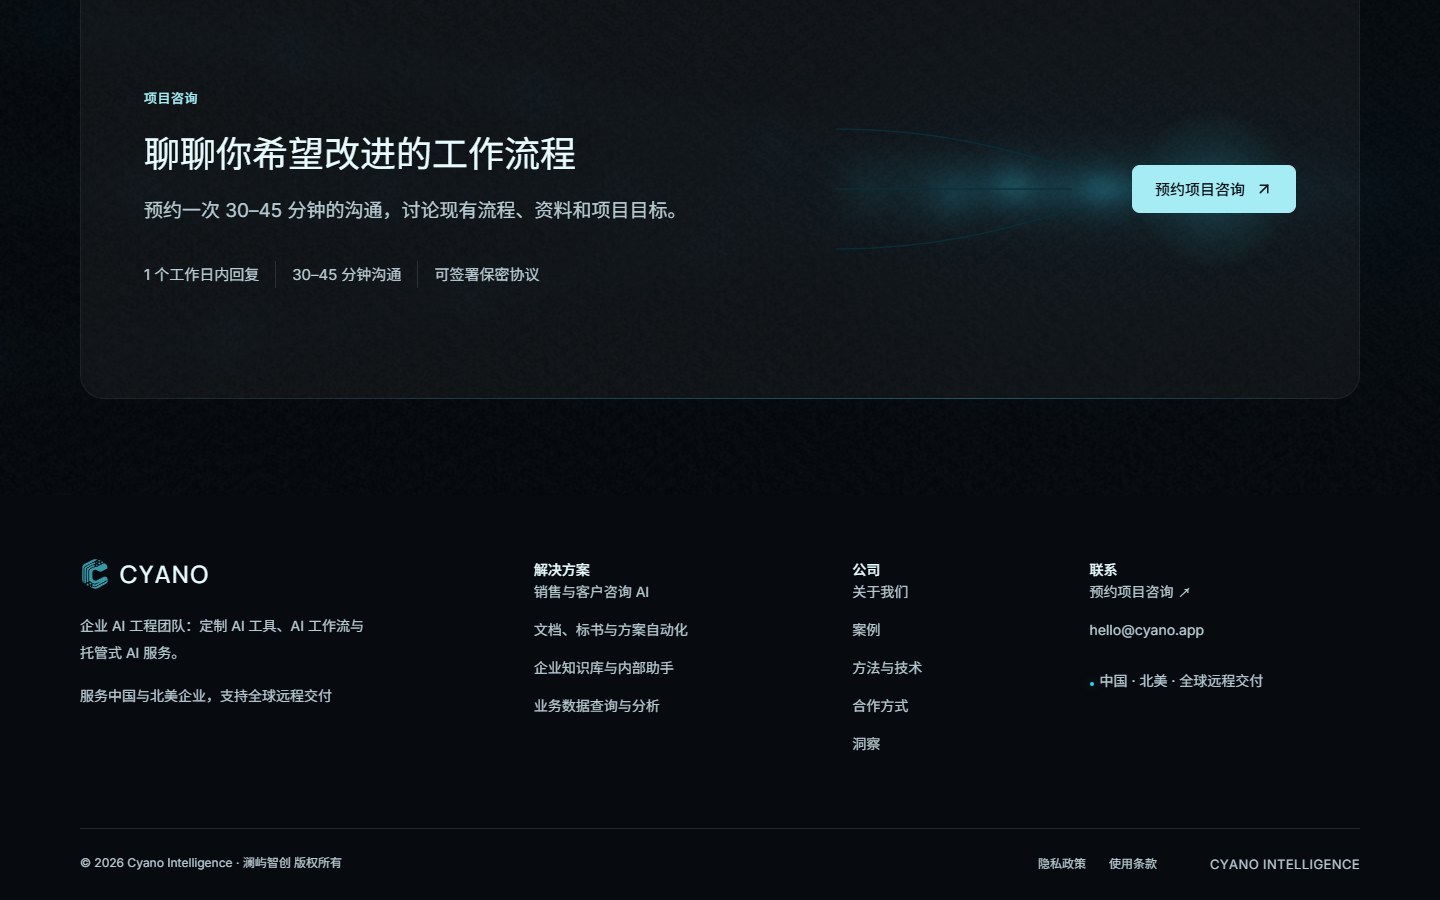 项目咨询
聊聊你希望改进的工作流程
预约一次 30–45 分钟的沟通，讨论现有流程、资料和项目目标。
1 个工作日内回复
30–45 分钟沟通
可签署保密协议
预约项目咨询
CYANO
企业 AI 工程团队：定制 AI 工具、AI 工作流与
托管式 AI 服务。
服务中国与北美企业，支持全球远程交付
解决方案
销售与客户咨询 AI
文档、标书与方案自动化
企业知识库与内部助手
业务数据查询与分析
公司
关于我们
案例
方法与技术
合作方式
洞察
联系
预约项目咨询 ↗
hello@cyano.app
中国 · 北美 · 全球远程交付
© 2026 Cyano Intelligence · 澜屿智创 版权所有
隐私政策
使用条款
CYANO INTELLIGENCE